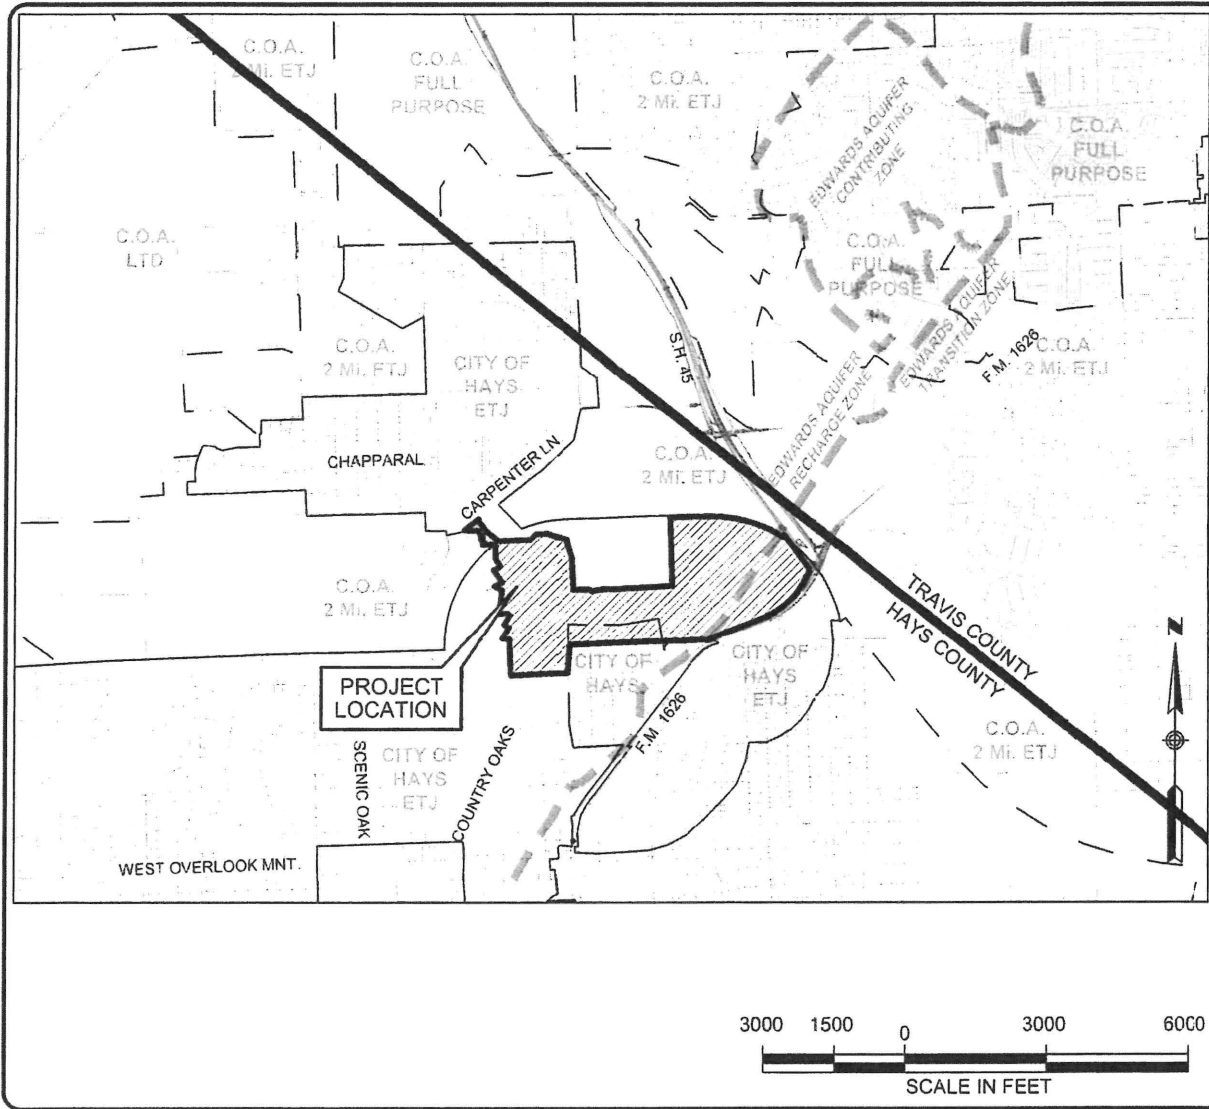 C.O.A.
2 Mi. ETJ
C.O.A.
FULL
PURPOSE
C.O.A.
2 Mi. ETJ
EDWARDS AQUIFER
CONTRIBUTING
ZONE
C.O.A.
FULL
PURPOSE
C.O.A.
LTD
C.O.A.
FULL
PURPOSE
C.O.A.
2 Mi. ETJ
CITY OF
HAYS
ETJ
S.H. 45
EDWARDS AQUIFER
RECHARGE ZONE
EDWARDS AQUIFER
TRANSITION ZONE
F.M. 1626
C.O.A.
2 Mi. ETJ
CHAPPARAL
CARPENTER LN
C.O.A.
2 Mi. ETJ
C.O.A.
2 Mi. ETJ
TRAVIS COUNTY
HAYS COUNTY
N
PROJECT
LOCATION
CITY OF
HAYS
CITY OF
HAYS
ETJ
F.M. 1626
C.O.A.
2 Mi. ETJ
SCENIC OAK
CITY OF
HAYS
ETJ
COUNTRY OAKS
WEST OVERLOOK MNT.
3000 1500 0 3000 6000
SCALE IN FEET